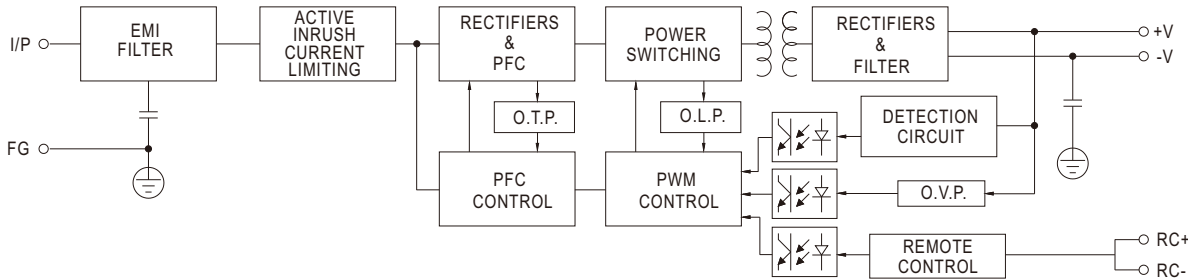 I/P
EMI
FILTER
ACTIVE
INRUSH
CURRENT
LIMITING
RECTIFIERS
&
PFC
POWER
SWITCHING
RECTIFIERS
&
FILTER
+V
-V
O.T.P.
O.L.P.
DETECTION
CIRCUIT
FG
PFC
CONTROL
PWM
CONTROL
O.V.P.
REMOTE
CONTROL
RC+
RC-